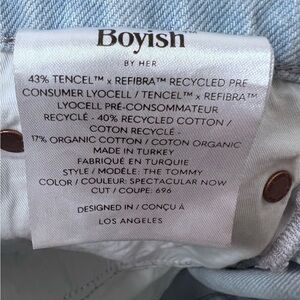 Boyish
BY HER
43% TENCEL™ x REFIBRA™ RECYCLED PRE
CONSUMER LYOCELL / TENCEL™ x REFIBRA™
LYOCELL PRÉ-CONSOMMATEUR
RECYCLÉ - 40% RECYCLED COTTON /
COTON RECYCLÉ -
17% ORGANIC COTTON / COTON ORGANIC
MADE IN TURKEY
FABRIQUÉ EN TURQUIE
STYLE / MODÈLE: THE TOMMY
COLOR / COULEUR: SPECTACULAR NOW
CUT / COUPE: 696
DESIGNED IN / CONÇU À
LOS ANGELES